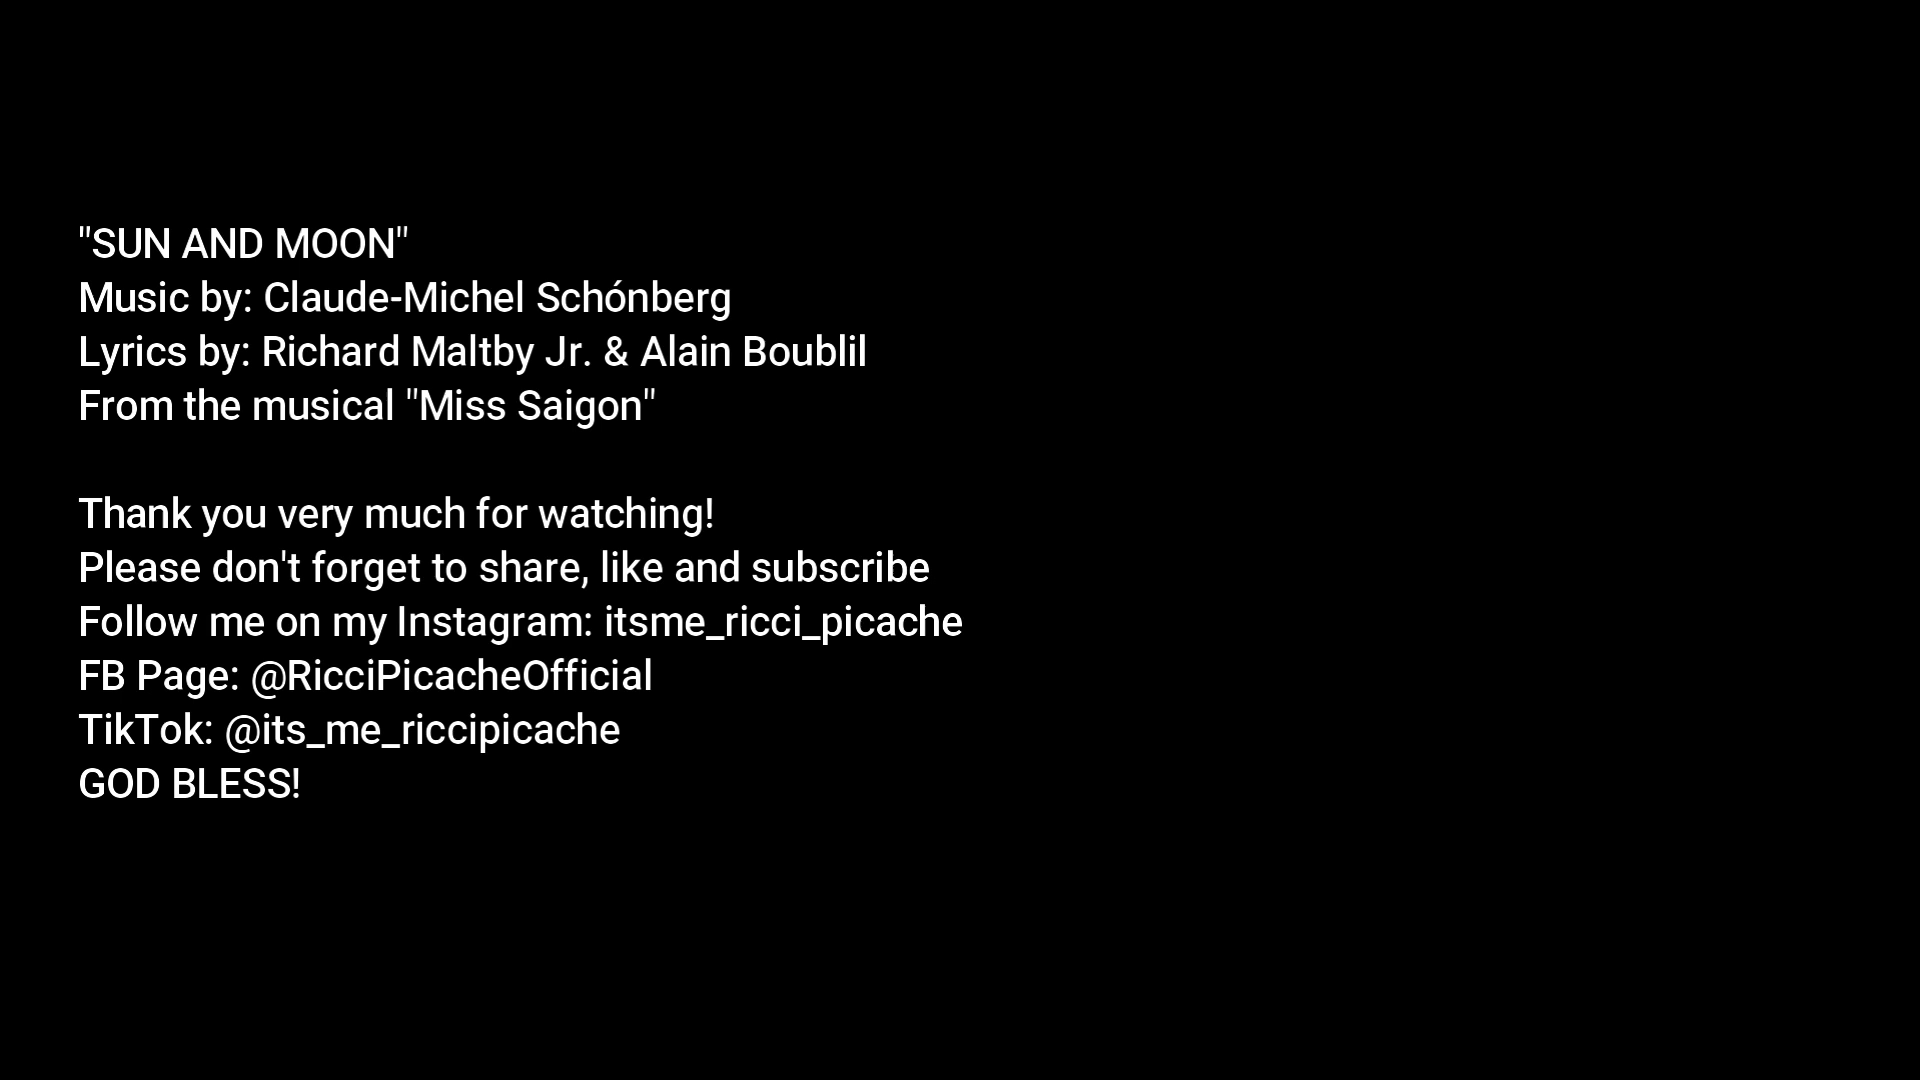 "SUN AND MOON"
Music by: Claude-Michel Schónberg
Lyrics by: Richard Maltby Jr. & Alain Boublil
From the musical "Miss Saigon"
Thank you very much for watching!
Please don't forget to share, like and subscribe
Follow me on my Instagram: itsme_ricci_picache
FB Page: @RicciPicacheOfficial
TikTok: @its_me_riccipicache
GOD BLESS!